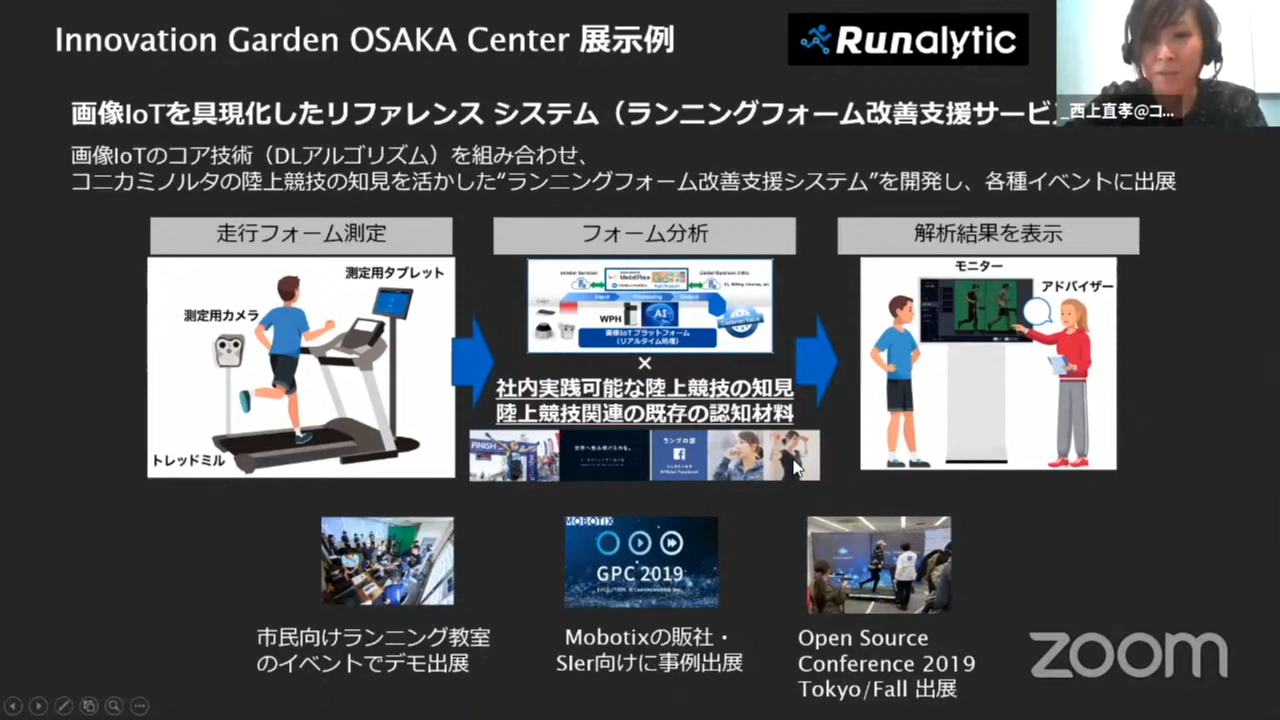 Innovation Garden OSAKA Center 展示例
Runalytic
画像IoTを具現化したリファレンス システム（ランニングフォーム改善支援サービ
_西上直孝@コ...
画像IoTのコア技術（DLアルゴリズム）を組み合わせ、
コニカミノルタの陸上競技の知見を活かした“ランニングフォーム改善支援システム”を開発し、各種イベントに出展
走行フォーム測定
フォーム分析
解析結果を表示
測定用タブレット
測定用カメラ
トレッドミル
Input
Processing
Output
WPH
AI
Customer Value
画像IoT プラットフォーム
（リアルタイム処理）
×
社内実践可能な陸上競技の知見
陸上競技関連の既存の認知材料
FINISH
ランプロ部
モニター
アドバイザー
MOBOTIX
GPC 2019
市民向けランニング教室
のイベントでデモ出展
Mobotixの販社・
SIer向けに事例出展
Open Source
Conference 2019
Tokyo/Fall 出展
zoom